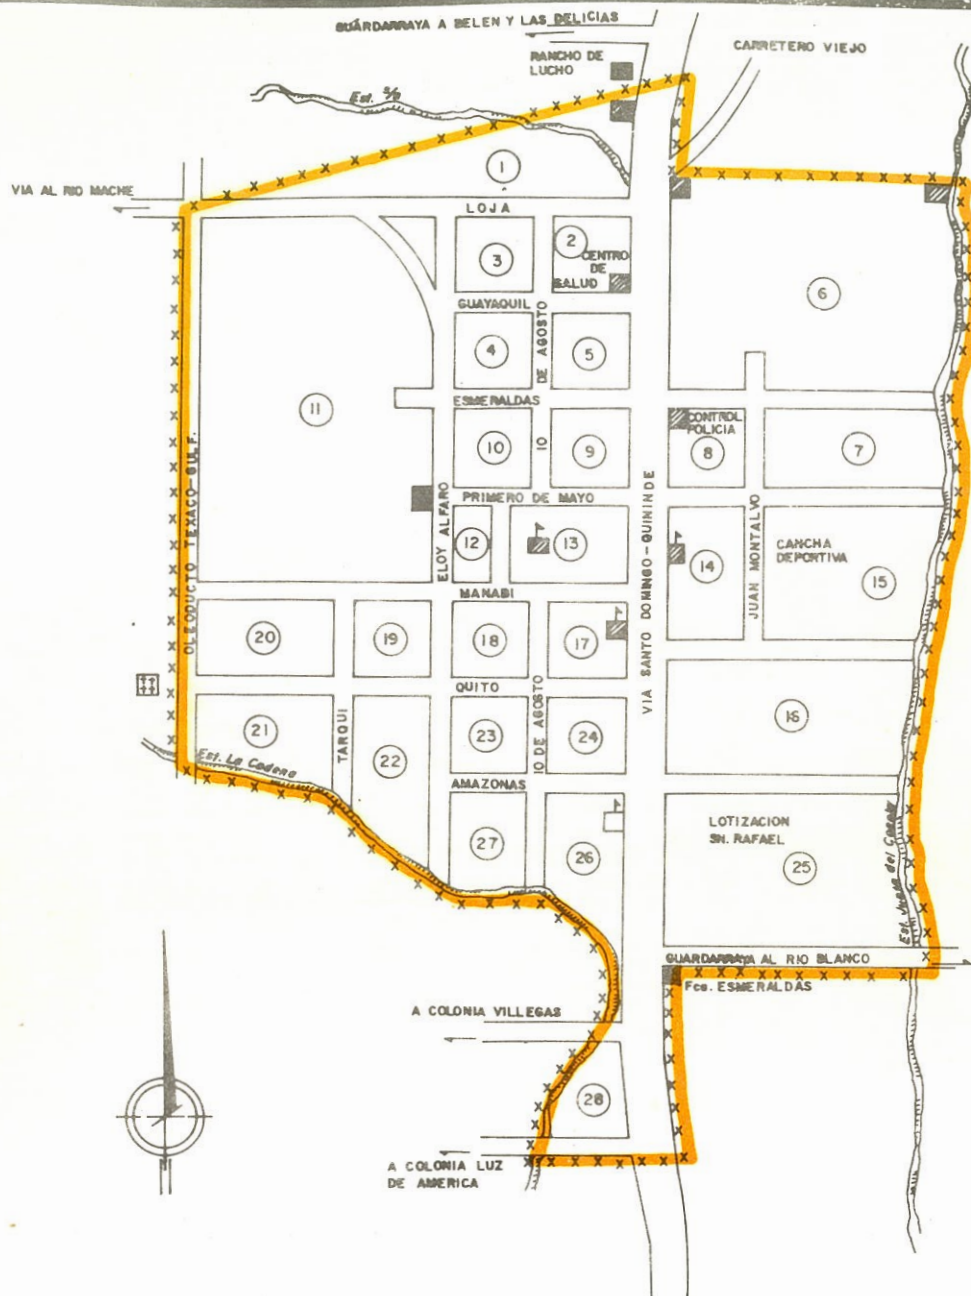 GUÁRDARRAYA A BELEN Y LAS DELICIAS
RANCHO DE
LUCHO
CARRETERO VIEJO
Est. S/n
VIA AL RIO MACHE
1
LOJA
2
3
CENTRO
DE
SALUD
6
GUAYAQUIL
4
10 DE AGOSTO
5
ESMERALDAS
11
CONTROL
POLICIA
10
9
8
7
OLEODUCTO TEXACO-GULF.
ELOY ALFARO
PRIMERO DE MAYO
VIA SANTO DOMINGO-QUININDE
JUAN MONTALVO
12
13
14
CANCHA
DEPORTIVA
15
MANABI
20
19
18
17
QUITO
TARQUI
10 DE AGOSTO
21
22
23
24
16
Est. La Cadena
AMAZONAS
27
26
LOTIZACION
SN. RAFAEL
25
GUARDARRAYA AL RIO BLANCO
Fca. ESMERALDAS
A COLONIA VILLEGAS
28
A COLONIA LUZ
DE AMERICA